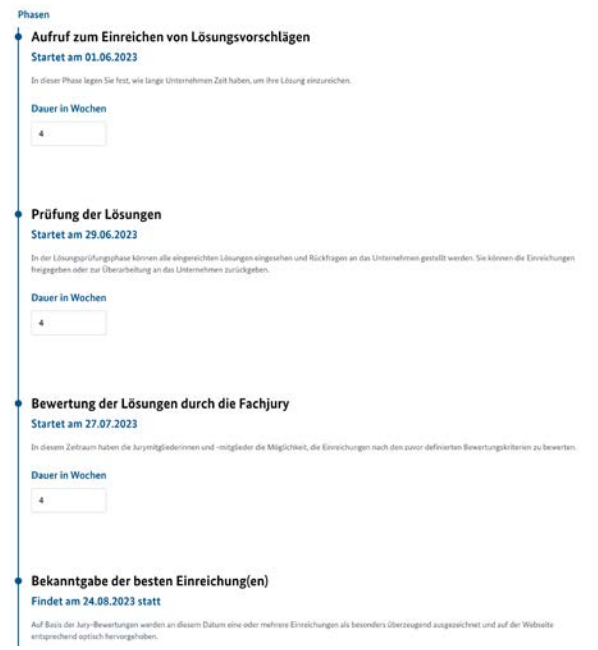 Phasen
Aufruf zum Einreichen von Lösungsvorschlägen
Startet am 01.06.2023
In dieser Phase legen Sie fest, wie lange Unternehmen Zeit haben, um ihre Lösung einzureichen.
Dauer in Wochen
4
Prüfung der Lösungen
Startet am 29.06.2023
In der Lösungsprüfungsphase können alle eingereichten Lösungen eingesehen und Rückfragen an das Unternehmen gestellt werden. Sie können die Einreichungen
freigegeben oder zur Überarbeitung an das Unternehmen zurückgeben.
Dauer in Wochen
4
Bewertung der Lösungen durch die Fachjury
Startet am 27.07.2023
In diesem Zeitraum haben die Jurymitgliederinnen und -mitglieder die Möglichkeit, die Einreichungen nach den zuvor definierten Bewertungskriterien zu bewerten.
Dauer in Wochen
4
Bekanntgabe der besten Einreichung(en)
Findet am 24.08.2023 statt
Auf Basis der Jury-Bewertungen werden an diesem Datum eine oder mehrere Einreichungen als besonders überzeugend ausgezeichnet und auf der Webseite
entsprechend optisch hervorgehoben.